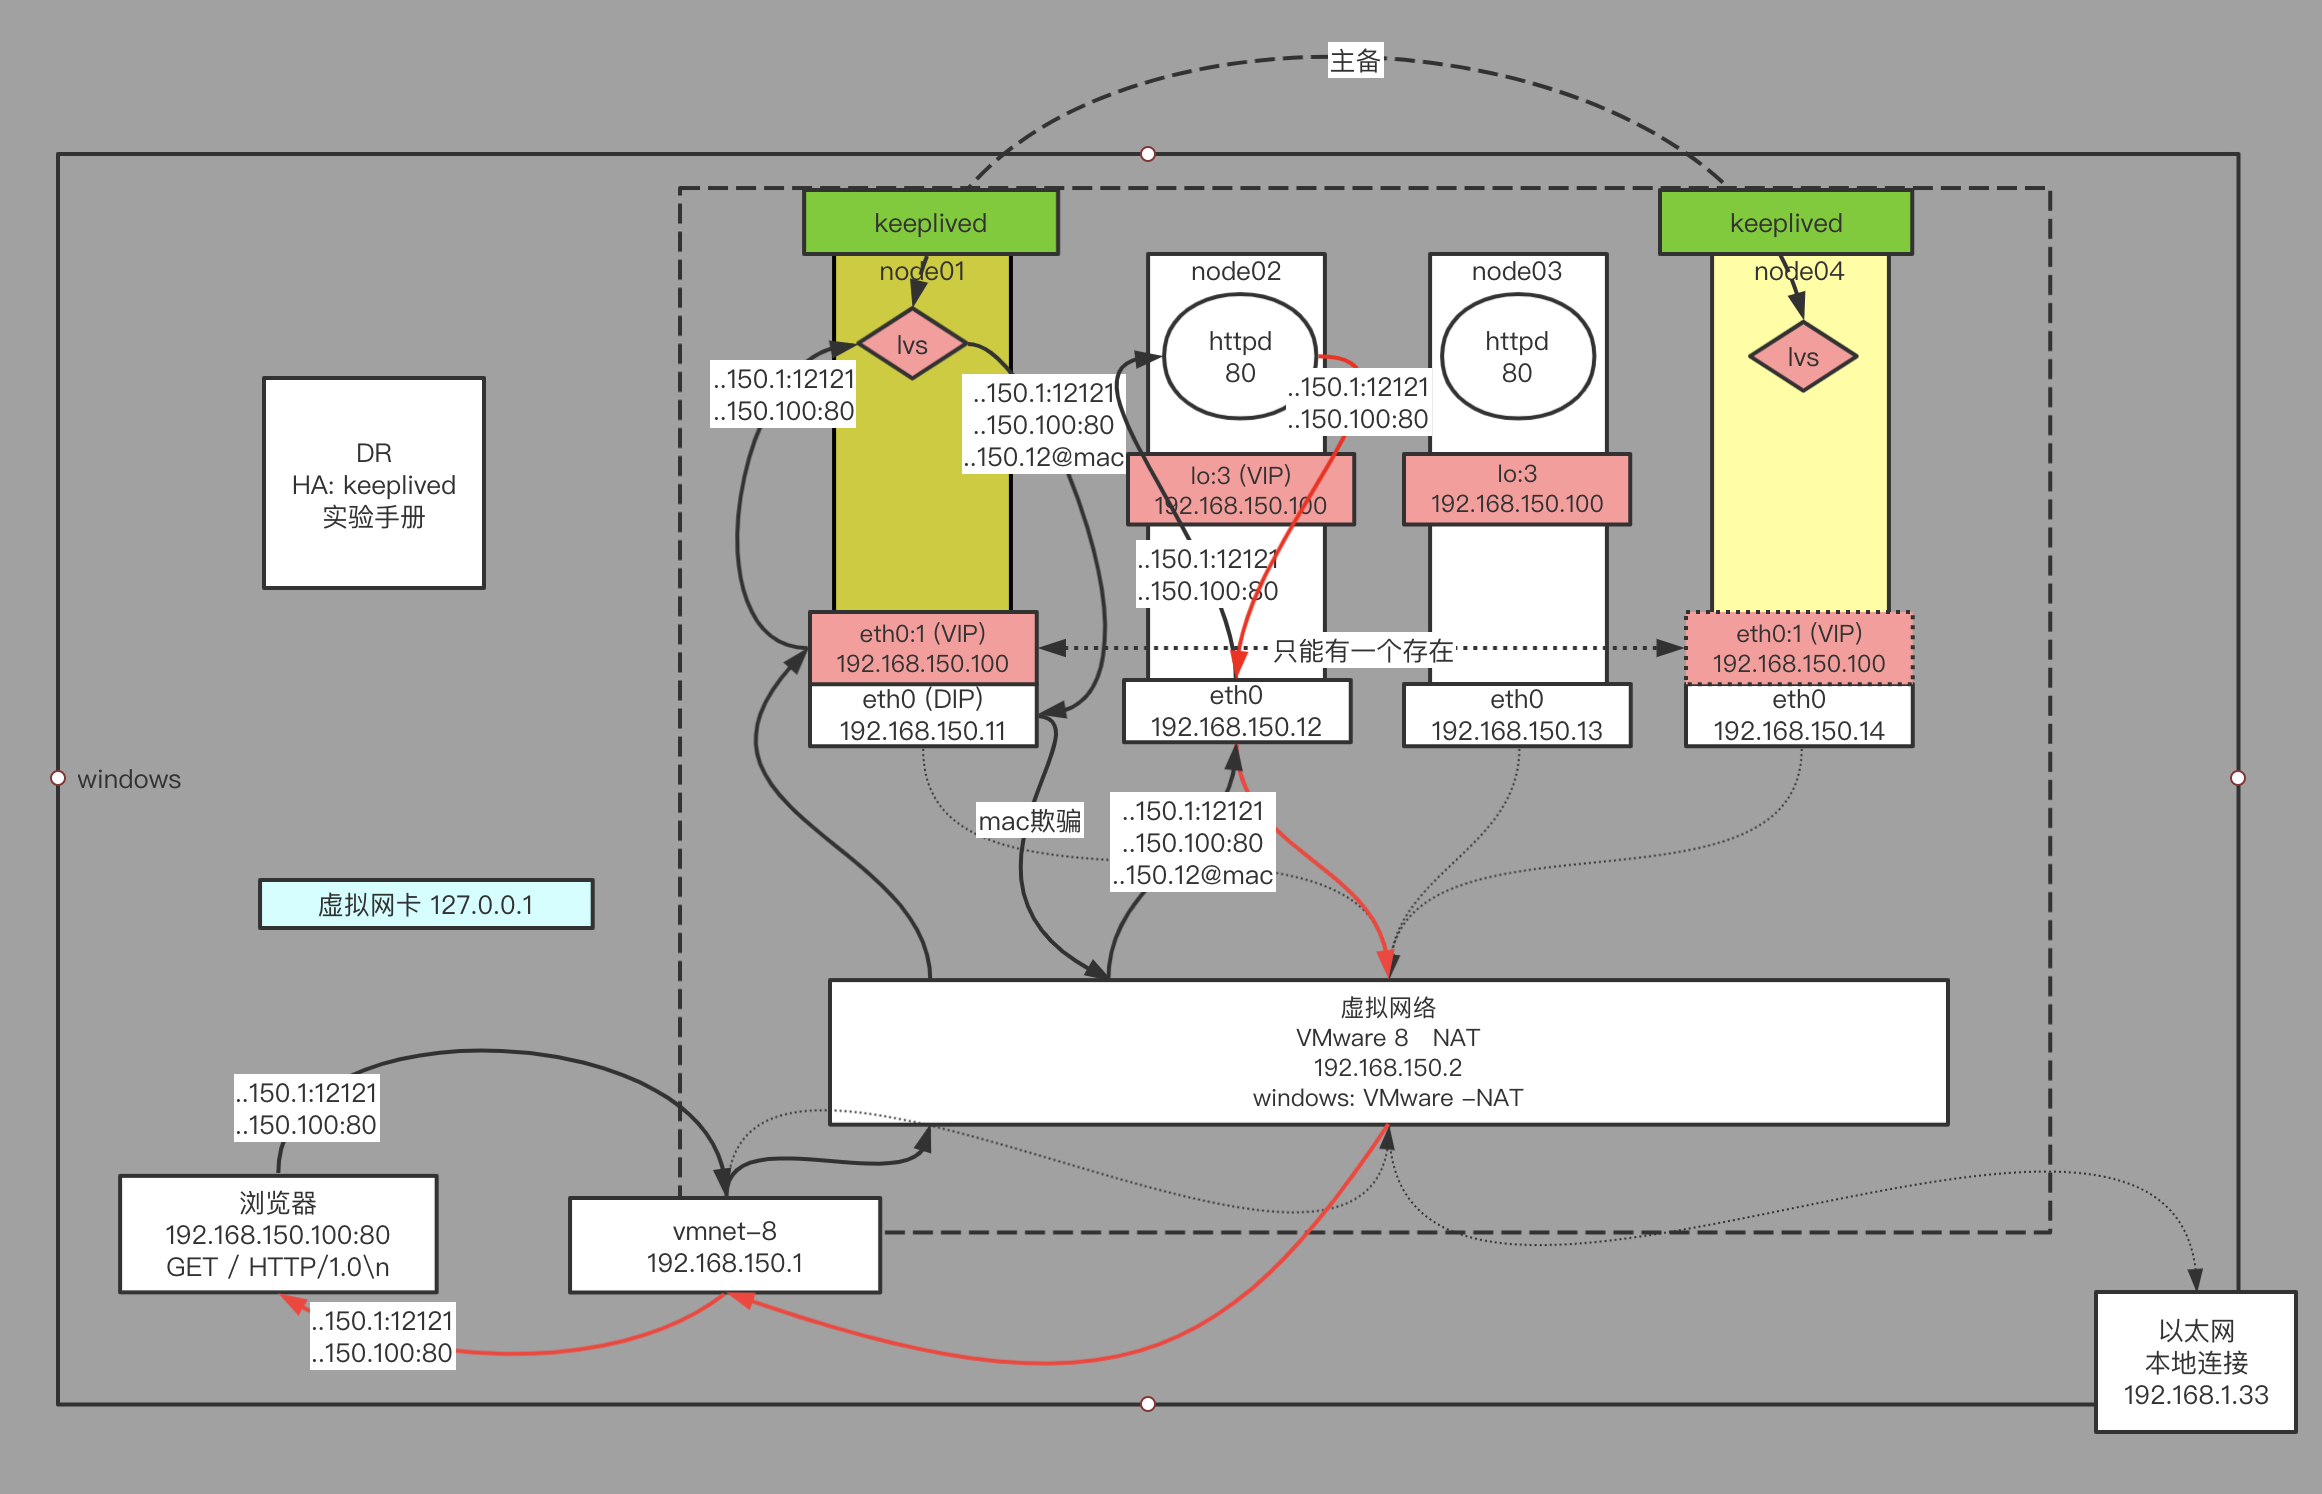 主备
keeplived
keeplived
node01
node02
node03
node04
lvs
httpd
80
httpd
80
lvs
..150.1:12121
..150.100:80
..150.1:12121
..150.100:80
..150.12@mac
..150.1:12121
..150.100:80
DR
HA: keeplived
实验手册
lo:3 (VIP)
192.168.150.100
lo:3
192.168.150.100
..150.1:12121
..150.100:80
eth0:1 (VIP)
192.168.150.100
只能有一个存在
eth0:1 (VIP)
192.168.150.100
eth0 (DIP)
192.168.150.11
eth0
192.168.150.12
eth0
192.168.150.13
eth0
192.168.150.14
windows
mac欺骗
..150.1:12121
..150.100:80
..150.12@mac
虚拟网卡 127.0.0.1
虚拟网络
VMware 8 NAT
192.168.150.2
windows: VMware -NAT
..150.1:12121
..150.100:80
浏览器
192.168.150.100:80
GET / HTTP/1.0\n
vmnet-8
192.168.150.1
..150.1:12121
..150.100:80
以太网
本地连接
192.168.1.33